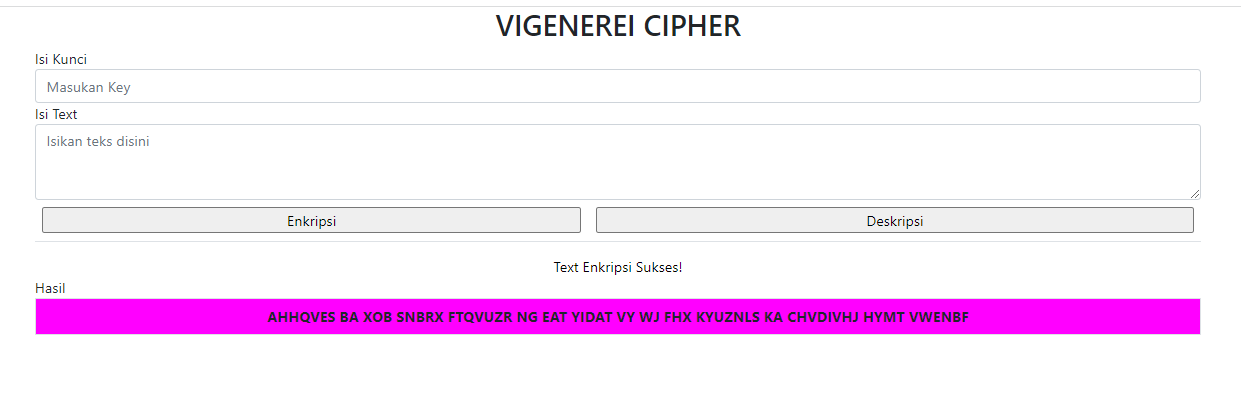 VIGENEREI CIPHER
Isi Kunci
Masukan Key
Isi Text
Isikan teks disini
Enkripsi Deskripsi
Text Enkripsi Sukses!
Hasil
AHHQVES BA XOB SNBRX FTQVUZR NG EAT YIDAT VY WJ FHX KYUZNLS KA CHVDIVHJ HYMT VWENBF